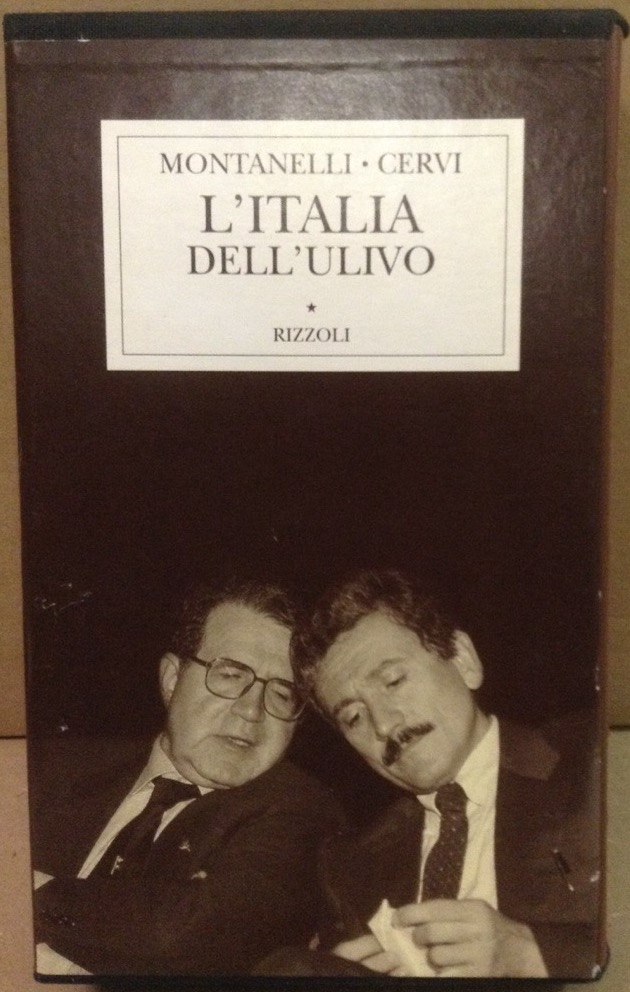 MONTANELLI • CERVI
L'ITALIA
DELL'ULIVO
★
RIZZOLI